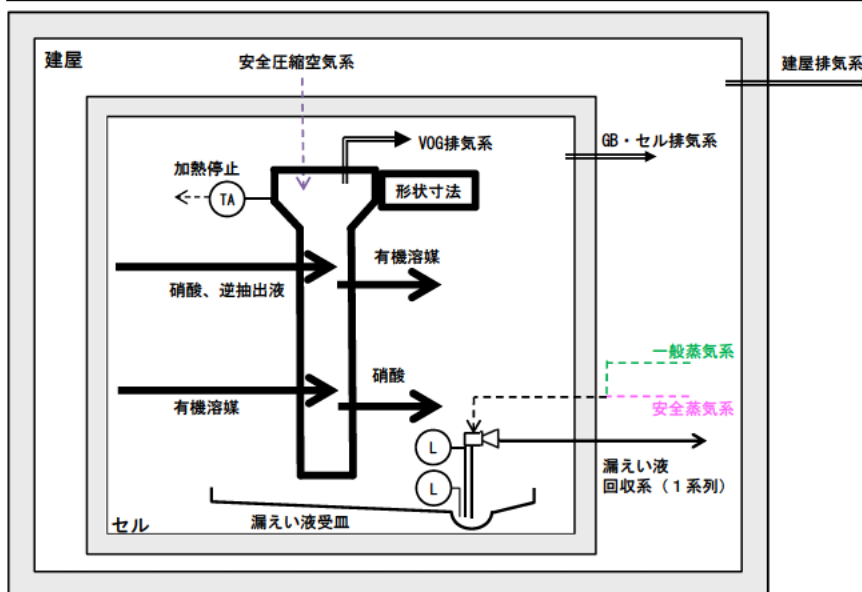 建屋
安全圧縮空気系
建屋排気系
VOG排気系
GB・セル排気系
加熱停止
TA
形状寸法
有機溶媒
硝酸、逆抽出液
一般蒸気系
硝酸
有機溶媒
安全蒸気系
L
漏えい液
回収系(1系列)
L
漏えい液受皿
セル